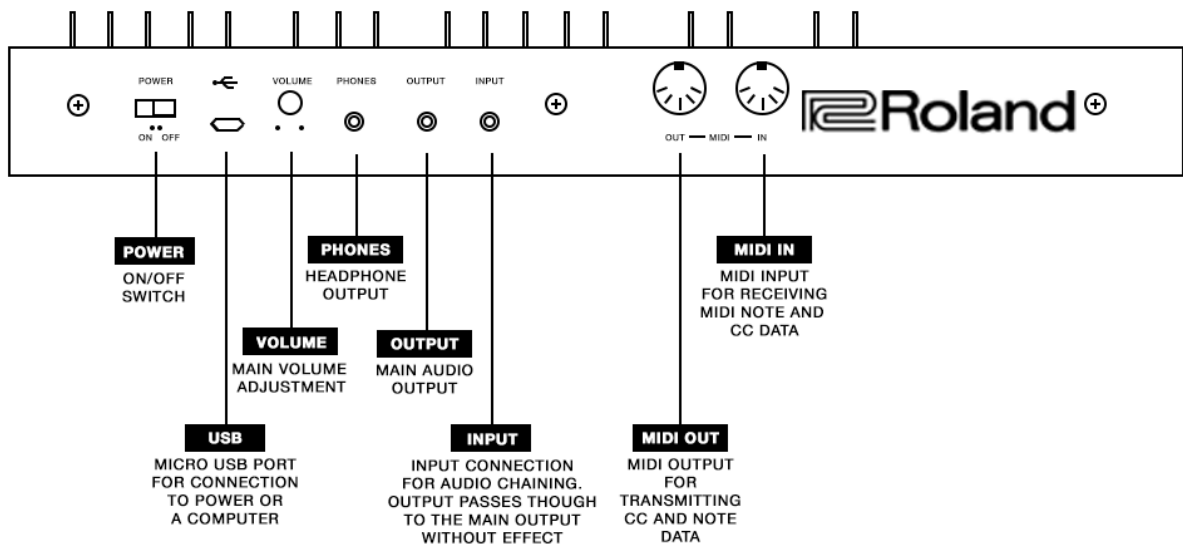 POWER
VOLUME
PHONES
OUTPUT
INPUT
ON OFF
OUT — MIDI — IN
Roland
POWER
ON/OFF
SWITCH
PHONES
HEADPHONE
OUTPUT
MIDI IN
MIDI INPUT
FOR RECEIVING
MIDI NOTE AND
CC DATA
VOLUME
MAIN VOLUME
ADJUSTMENT
OUTPUT
MAIN AUDIO
OUTPUT
USB
MICRO USB PORT
FOR CONNECTION
TO POWER OR
A COMPUTER
INPUT
INPUT CONNECTION
FOR AUDIO CHAINING.
OUTPUT PASSES THOUGH
TO THE MAIN OUTPUT
WITHOUT EFFECT
MIDI OUT
MIDI OUTPUT
FOR
TRANSMITTING
CC AND NOTE
DATA